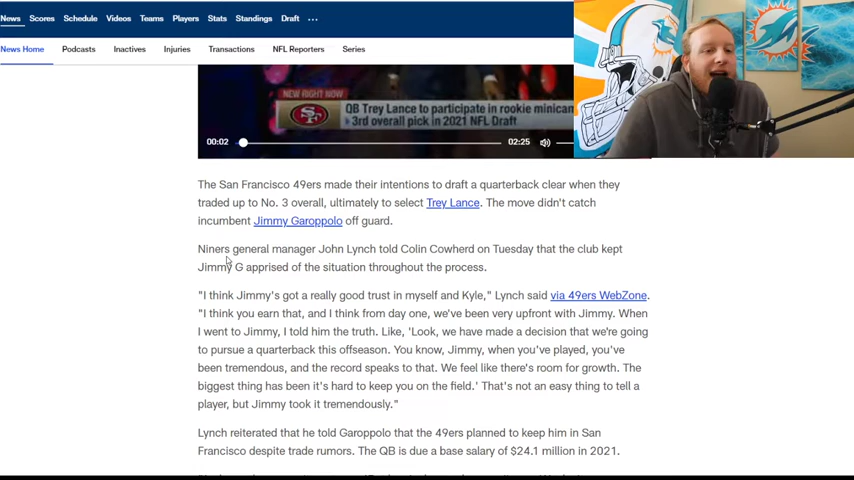 News Scores Schedule Videos Teams Players Stats Standings Draft ...
News Home Podcasts Inactives Injuries Transactions NFL Reporters Series
NEW RIGHT NOW
QB Trey Lance to participate in rookie minicam
3rd overall pick in 2021 NFL Draft
00:02 02:25
The San Francisco 49ers made their intentions to draft a quarterback clear when they
traded up to No. 3 overall, ultimately to select Trey Lance. The move didn't catch
incumbent Jimmy Garoppolo off guard.
Niners general manager John Lynch told Colin Cowherd on Tuesday that the club kept
Jimmy G apprised of the situation throughout the process.
"I think Jimmy's got a really good trust in myself and Kyle," Lynch said via 49ers WebZone.
"I think you earn that, and I think from day one, we've been very upfront with Jimmy. When
I went to Jimmy, I told him the truth. Like, 'Look, we have made a decision that we're going
to pursue a quarterback this offseason. You know, Jimmy, when you've played, you've
been tremendous, and the record speaks to that. We feel like there's room for growth. The
biggest thing has been it's hard to keep you on the field.' That's not an easy thing to tell a
player, but Jimmy took it tremendously."
Lynch reiterated that he told Garoppolo that the 49ers planned to keep him in San
Francisco despite trade rumors. The QB is due a base salary of $24.1 million in 2021.